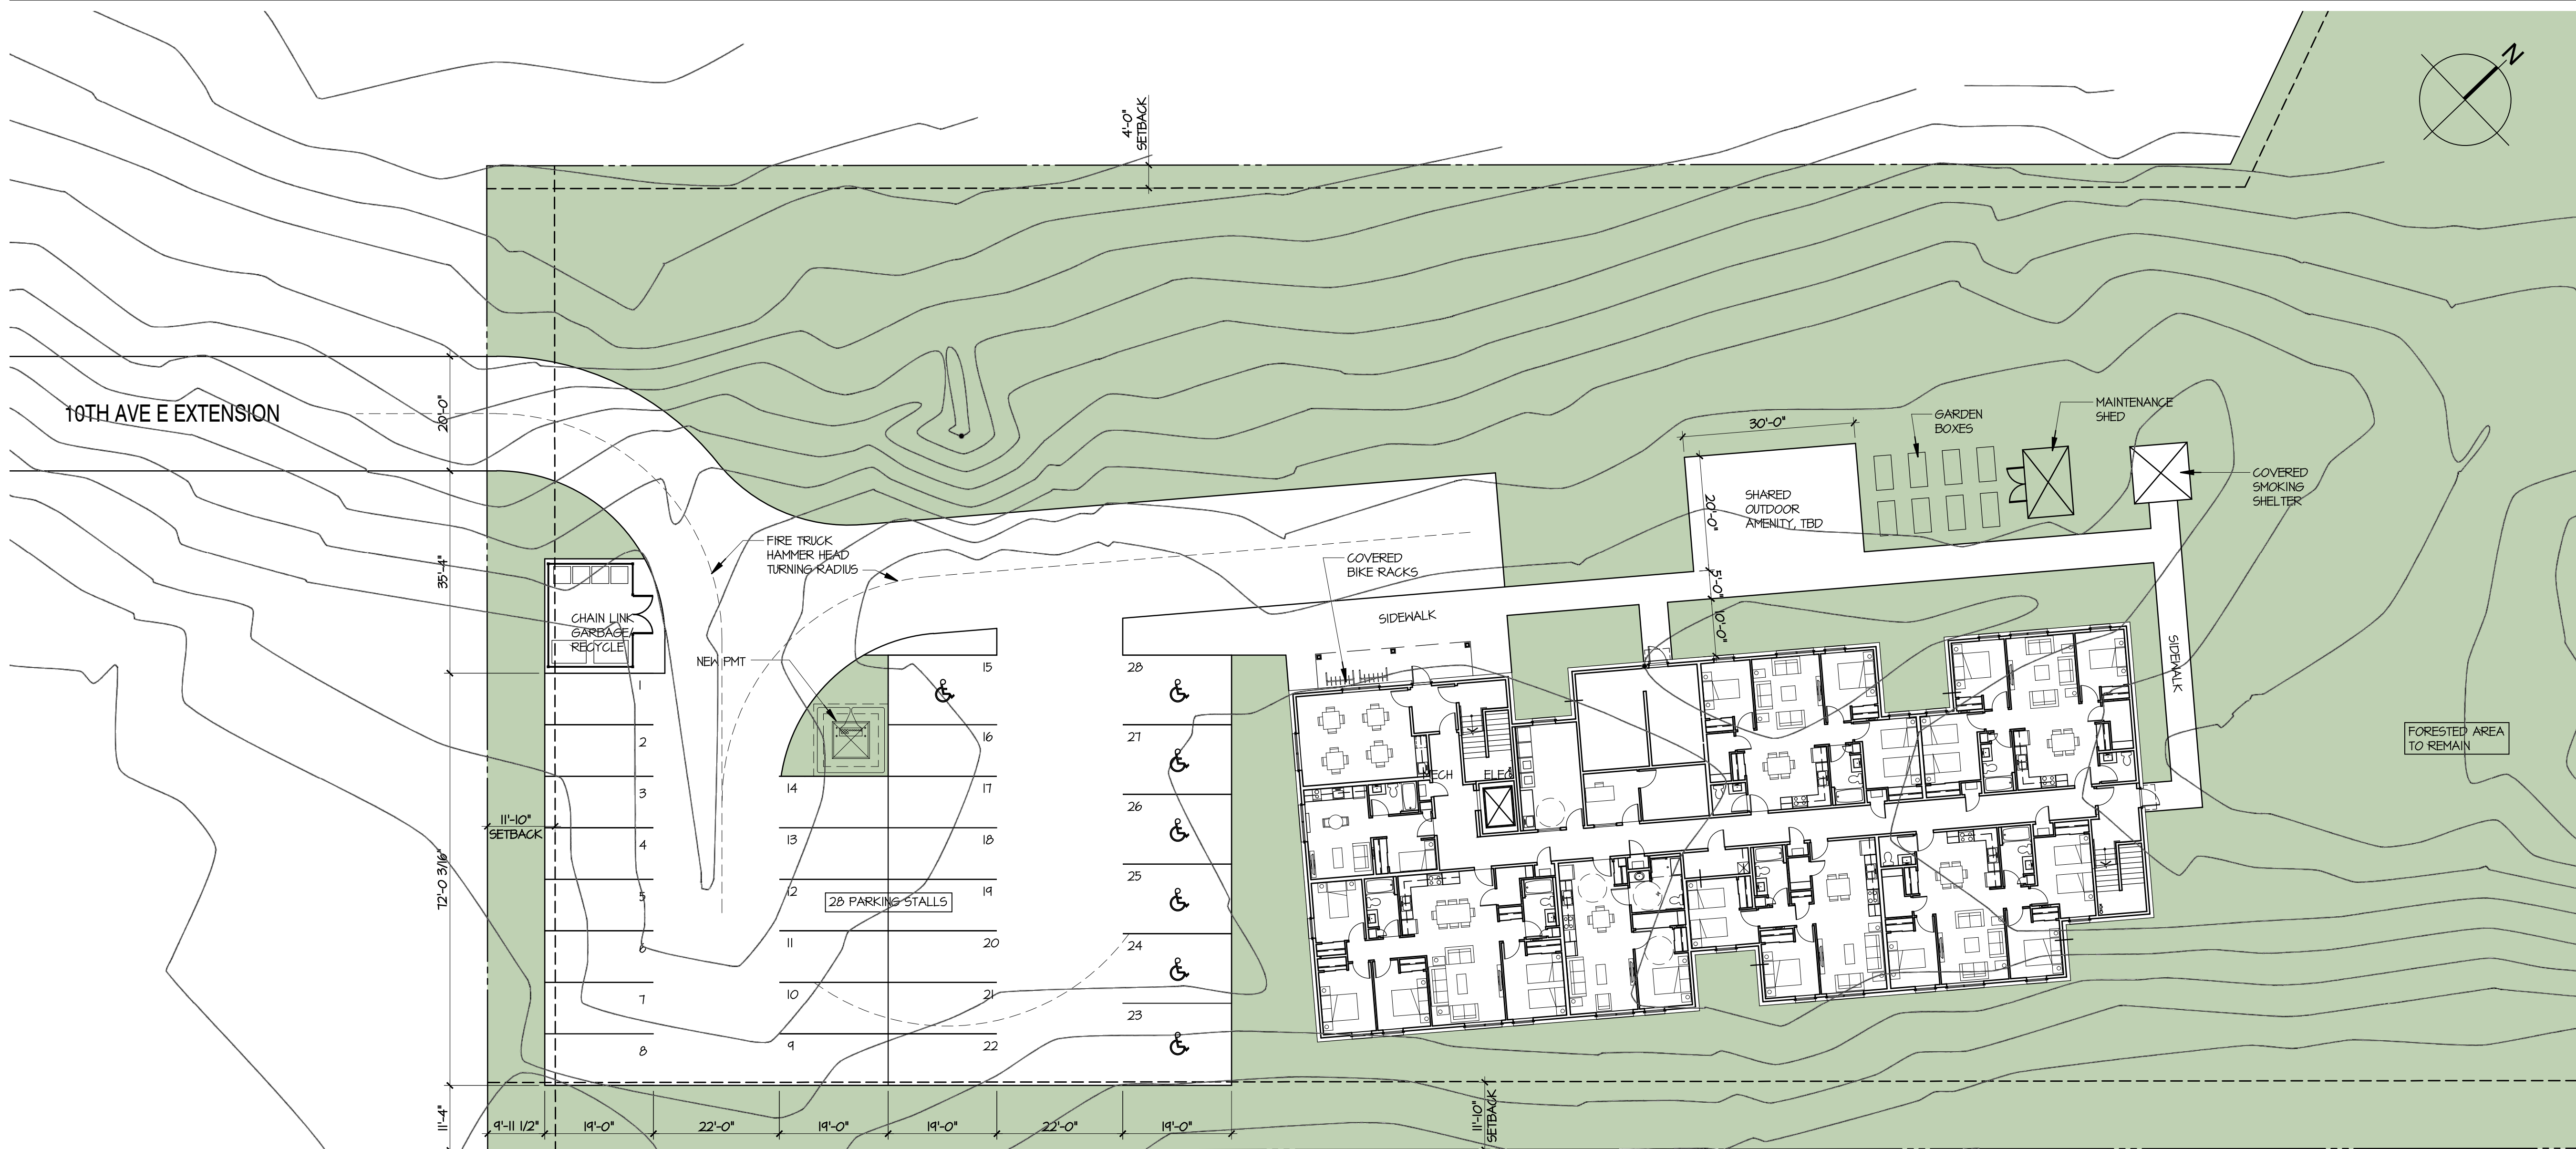 N
4'-0"
SETBACK
10TH AVE E EXTENSION
20'-0"
35'-4"
72'-0 3/16"
11'-4"
30'-0"
20'-0"
5'-0"
10'-0"
GARDEN
BOXES
MAINTENANCE
SHED
COVERED
SMOKING
SHELTER
SHARED
OUTDOOR
AMENITY, TBD
FIRE TRUCK
HAMMER HEAD
TURNING RADIUS
COVERED
BIKE RACKS
SIDEWALK
SIDEWALK
CHAIN LINK
GARBAGE/
RECYCLE
NEW PMT
FORESTED AREA
TO REMAIN
MECH
ELEC
11'-10"
SETBACK
28 PARKING STALLS
1
2
3
4
5
6
7
8
14
13
12
11
10
9
15
16
17
18
19
20
21
22
28
27
26
25
24
23
9'-11 1/2"
19'-0"
22'-0"
19'-0"
19'-0"
22'-0"
19'-0"
11'-10"
SETBACK